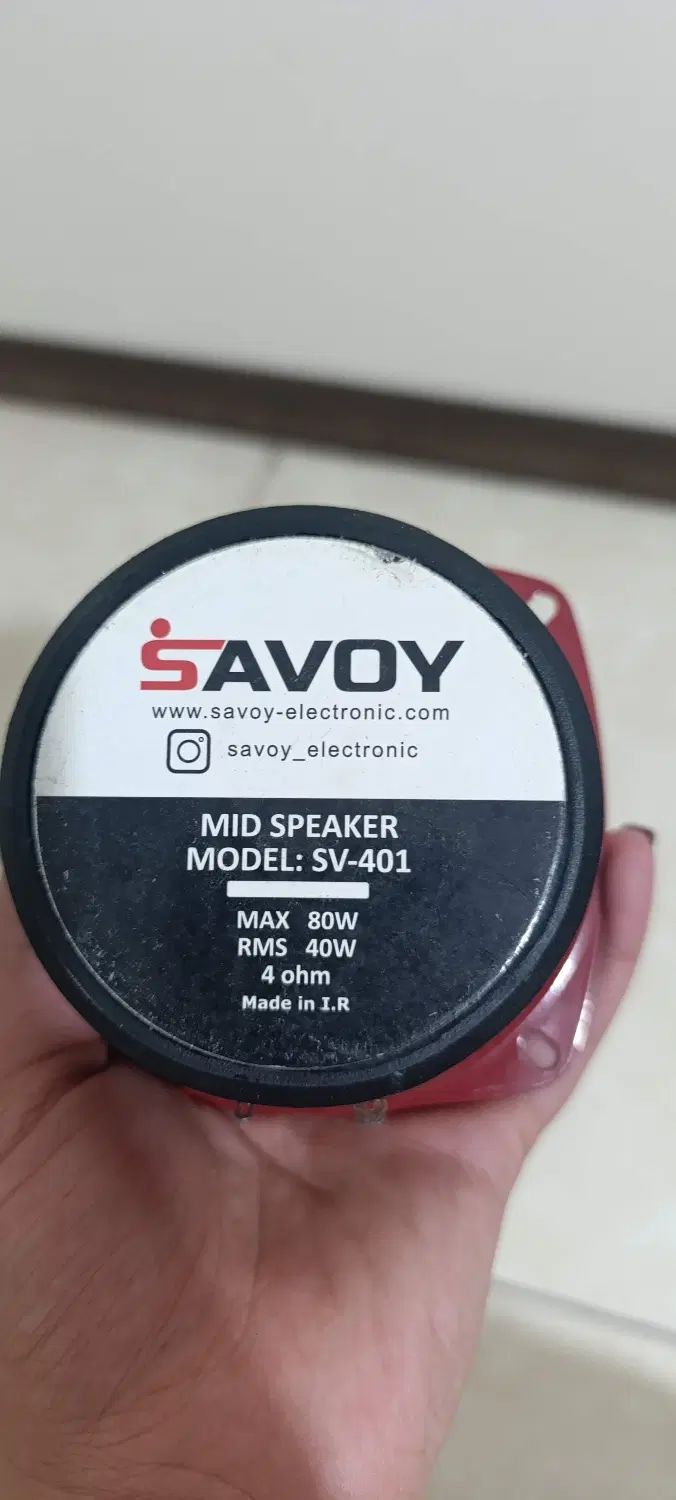 SAVOY
www.savoy-electronic.com
savoy_electronic
MID SPEAKER
MODEL: SV-401
MAX 80W
RMS 40W
4 ohm
Made in I.R